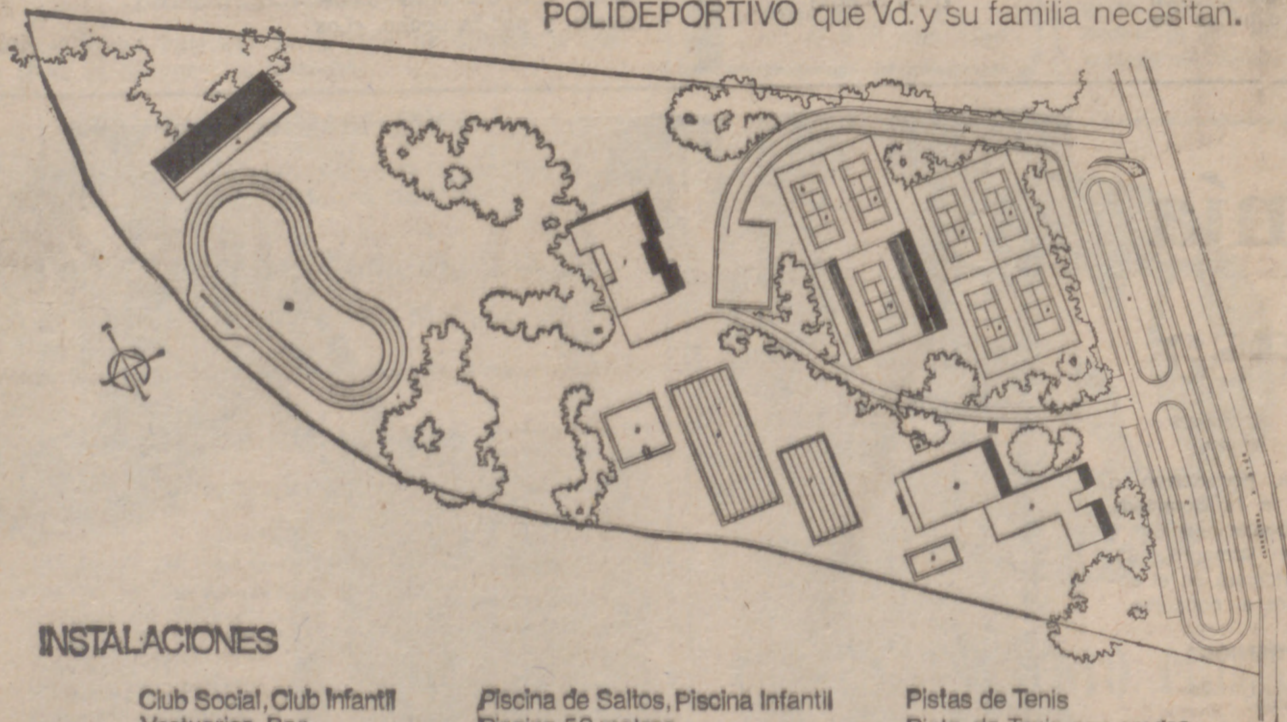 POLIDEPORTIVO que Vd. y su familia necesitan.
INSTALACIONES
Club Social, Club Infantil
Piscina de Saltos, Piscina Infantil
Pistas de Tenis